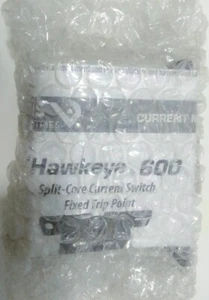 CURRENT
Hawkeye 600
Split-Core Current Switch
Fixed Trip Point